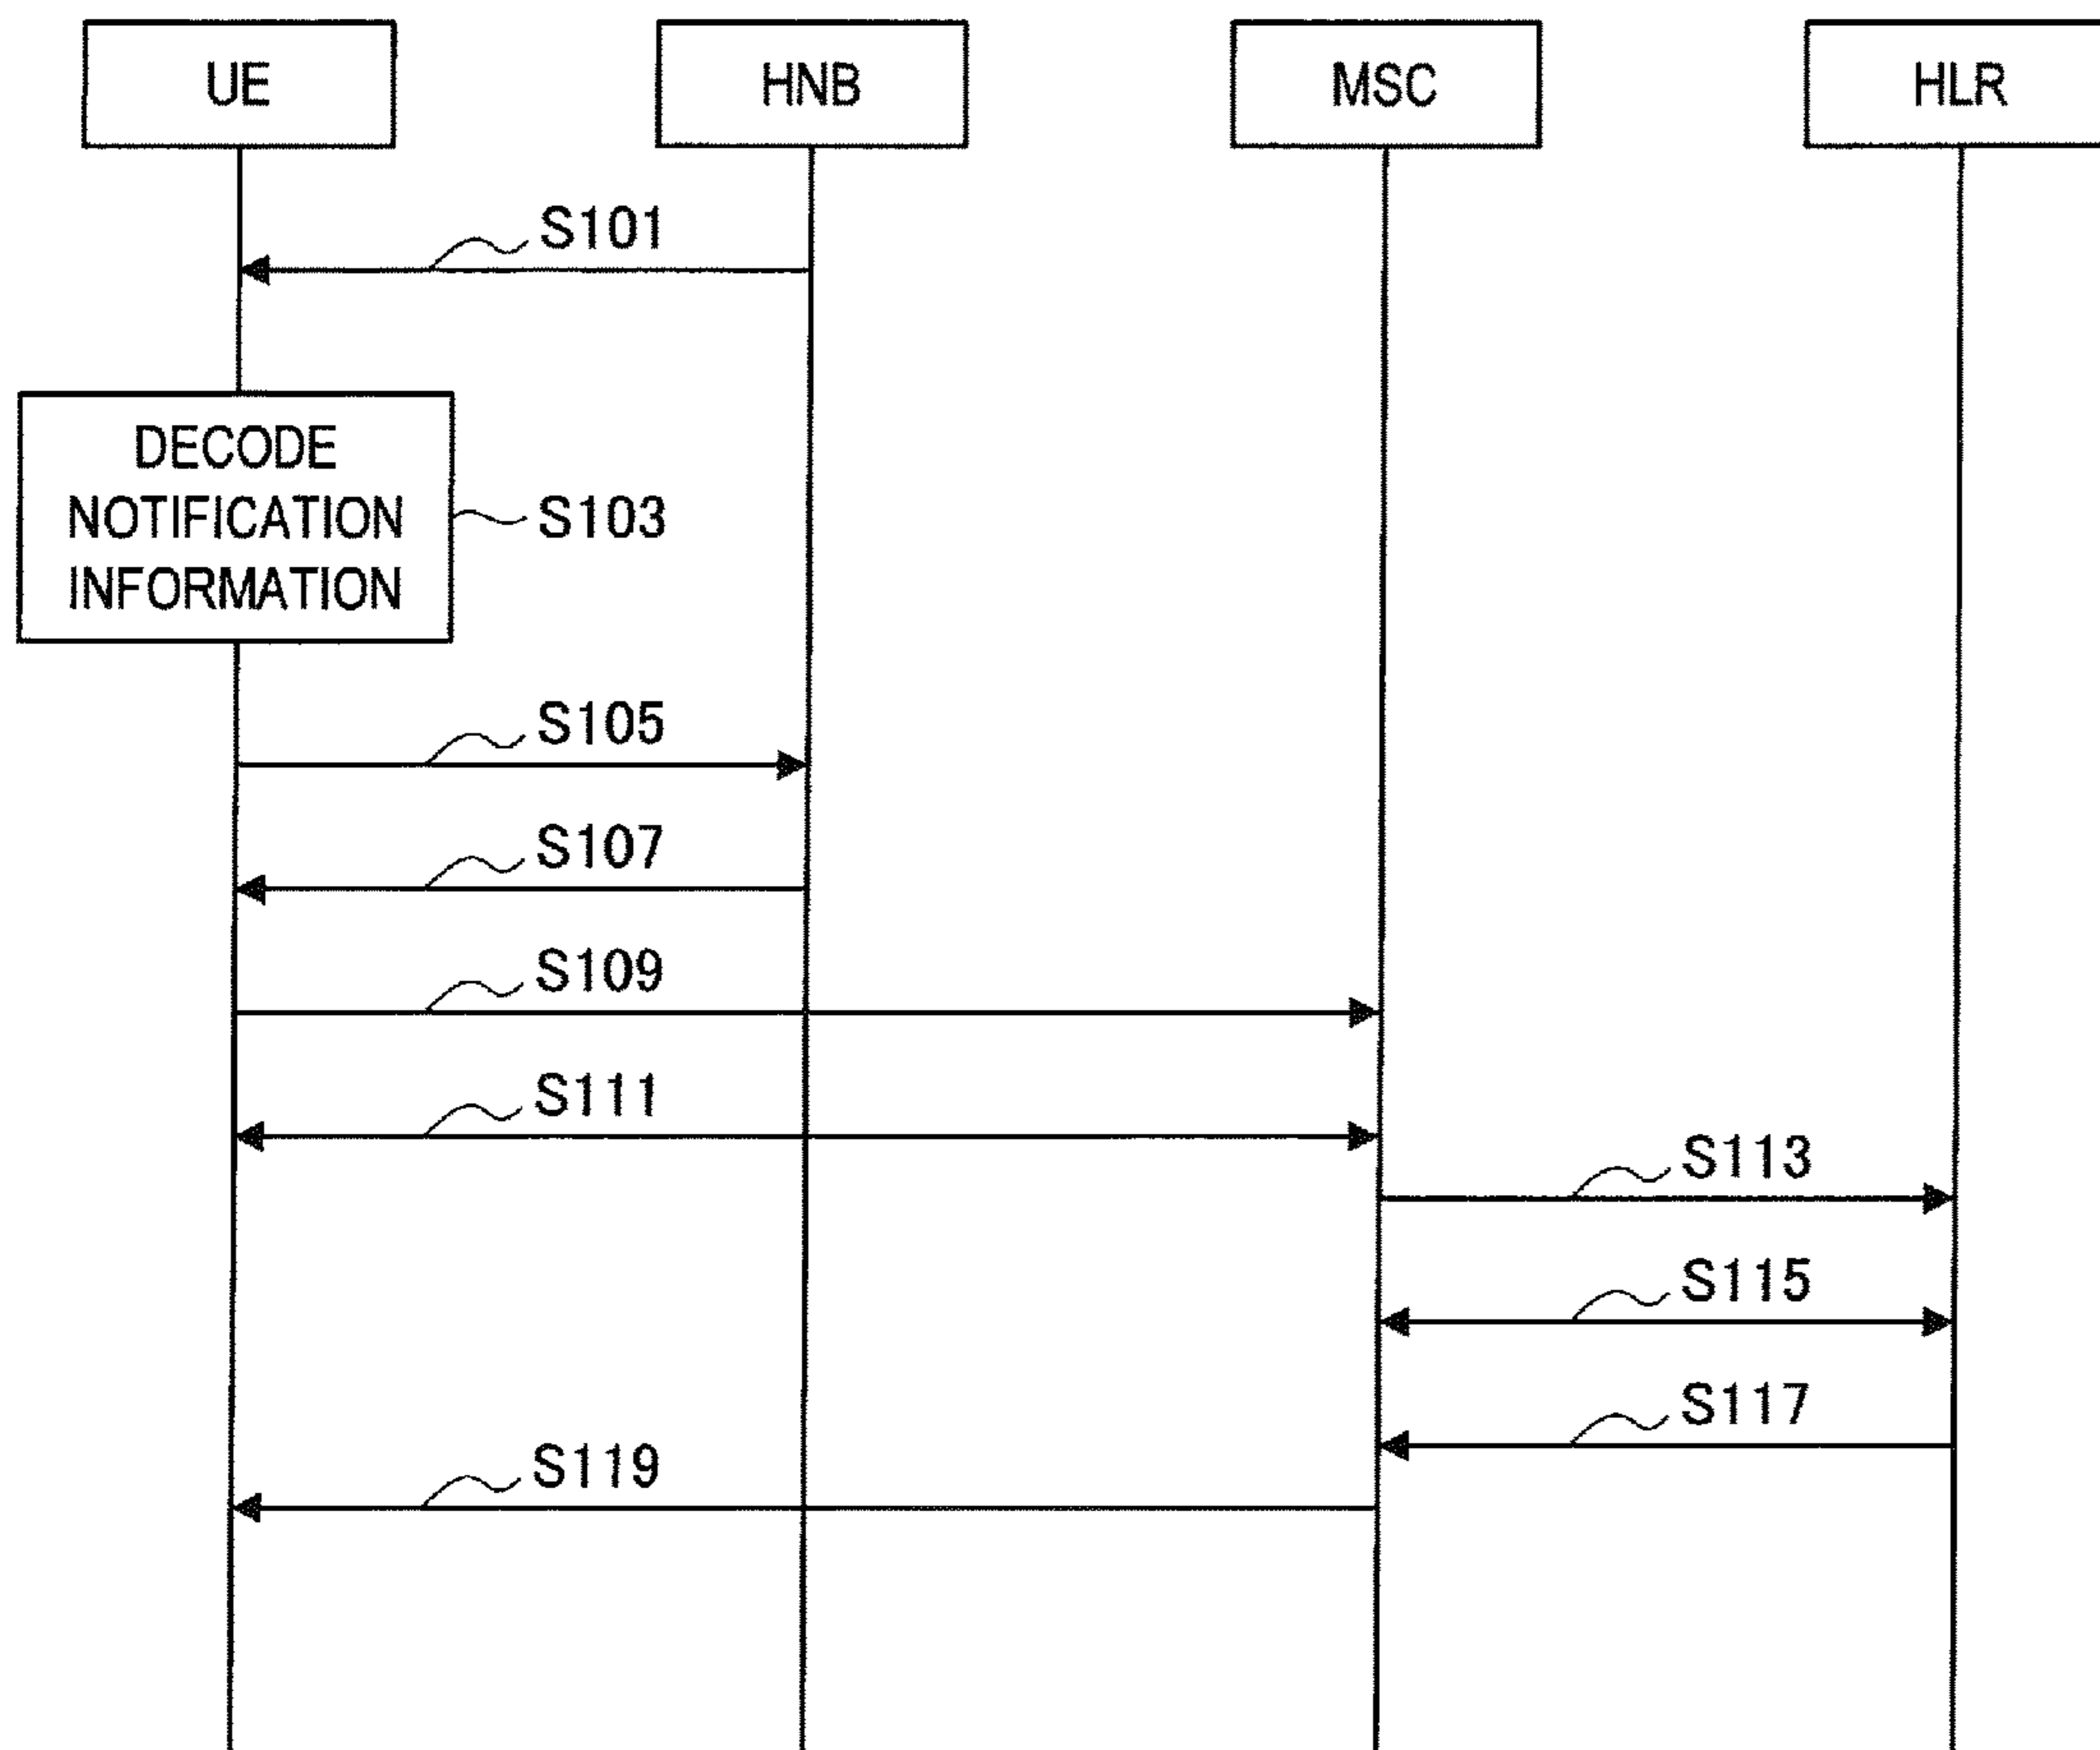 UE
HNB
MSC
HLR
S101
DECODE
NOTIFICATION
INFORMATION
S103
S105
S107
S109
S111
S113
S115
S117
S119